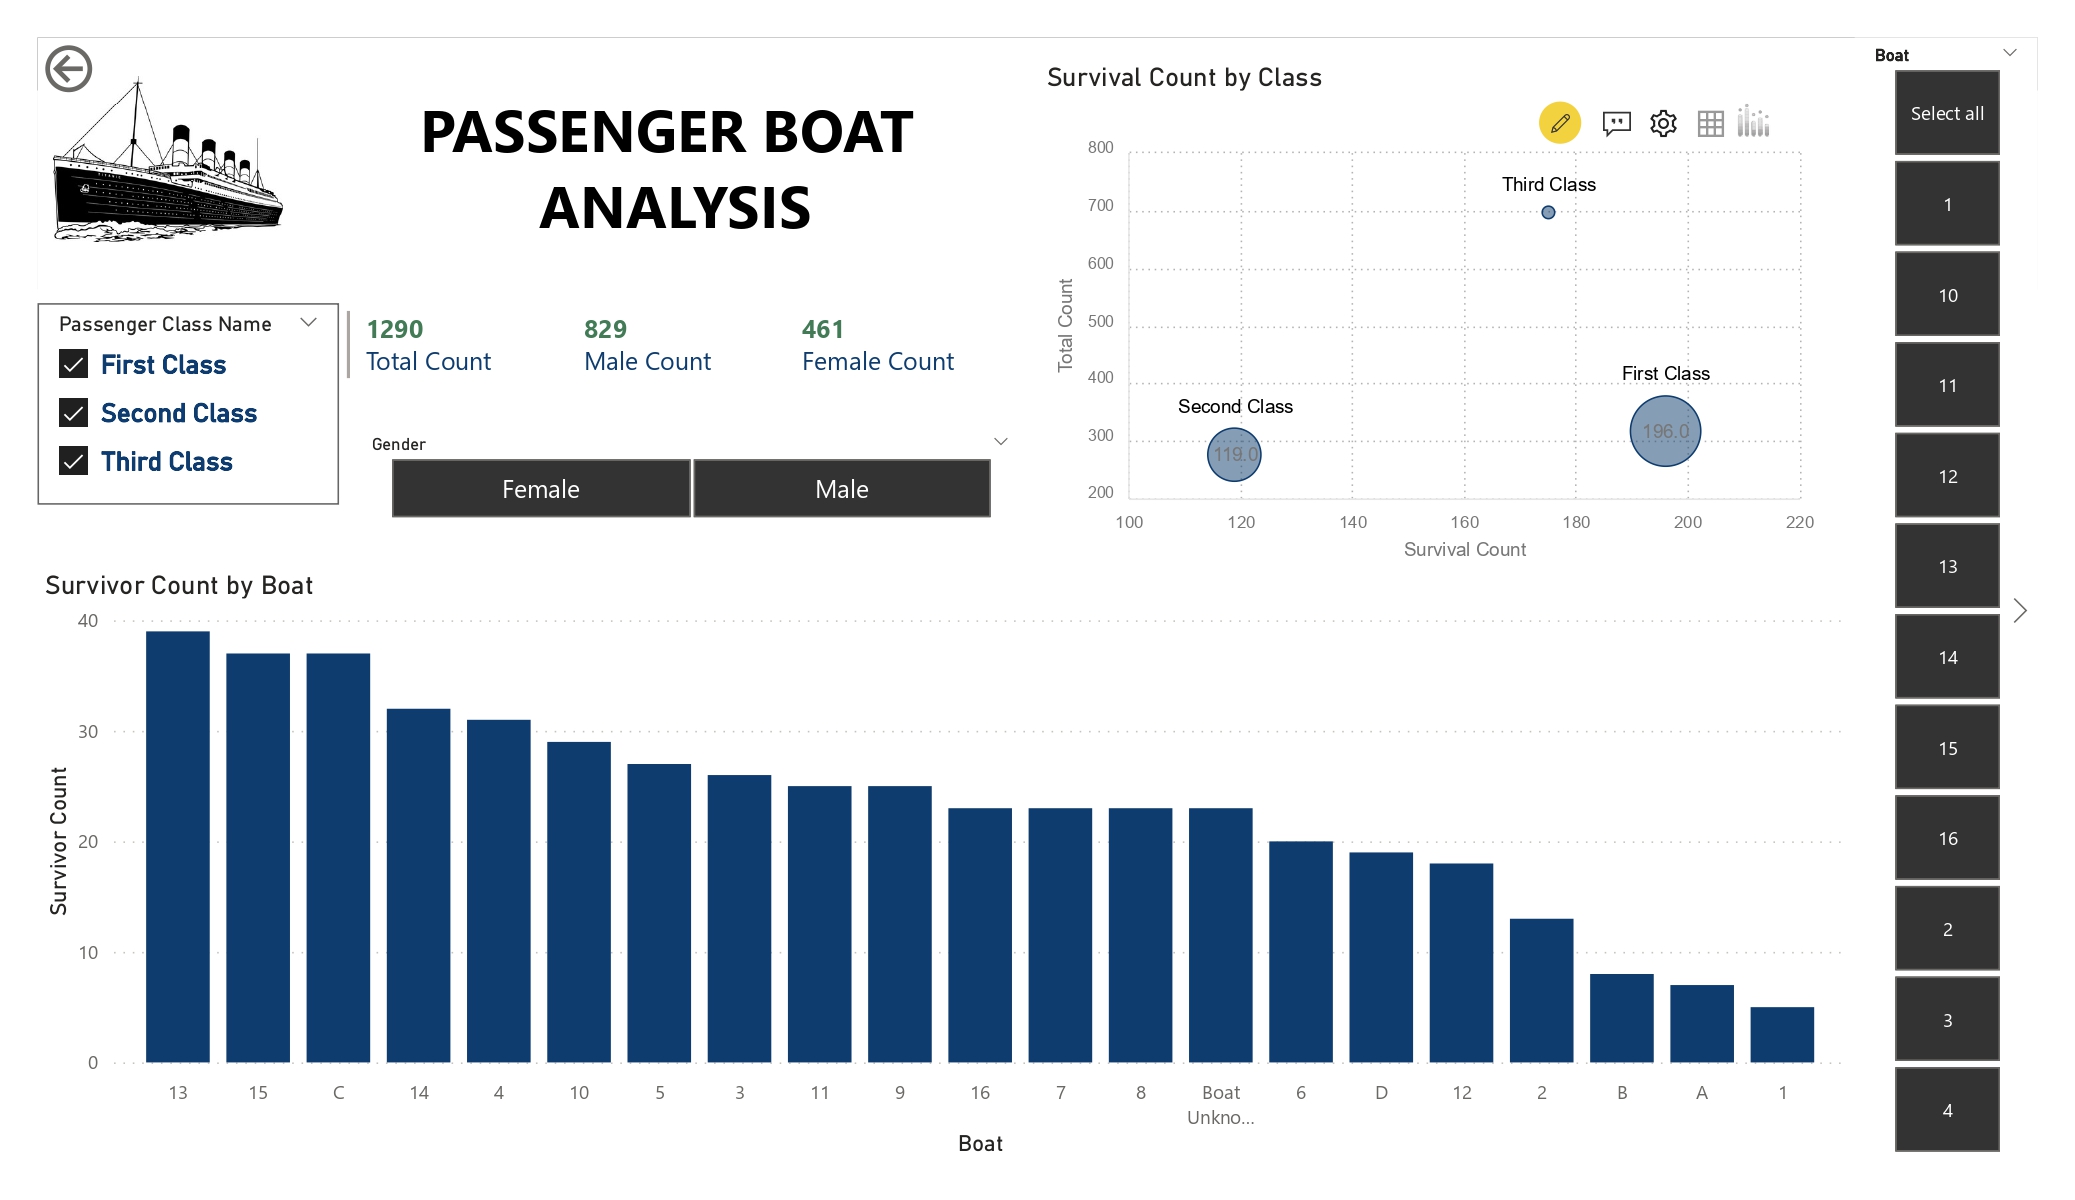 PASSENGER BOAT
ANALYSIS
Passenger Class Name
First Class
Second Class
Third Class
1290
Total Count
829
Male Count
461
Female Count
Gender
Female
Male
Survival Count by Class
800
700
600
500
400
300
200
Total Count
Third Class
First Class
196.0
Second Class
119.0
100
120
140
160
180
200
220
Survival Count
Survivor Count by Boat
40
30
20
10
0
Survivor Count
13
15
C
14
4
10
5
3
11
9
16
7
8
Boat
Unkno...
6
D
12
2
B
A
1
Boat
Boat
Select all
1
10
11
12
13
14
15
16
2
3
4